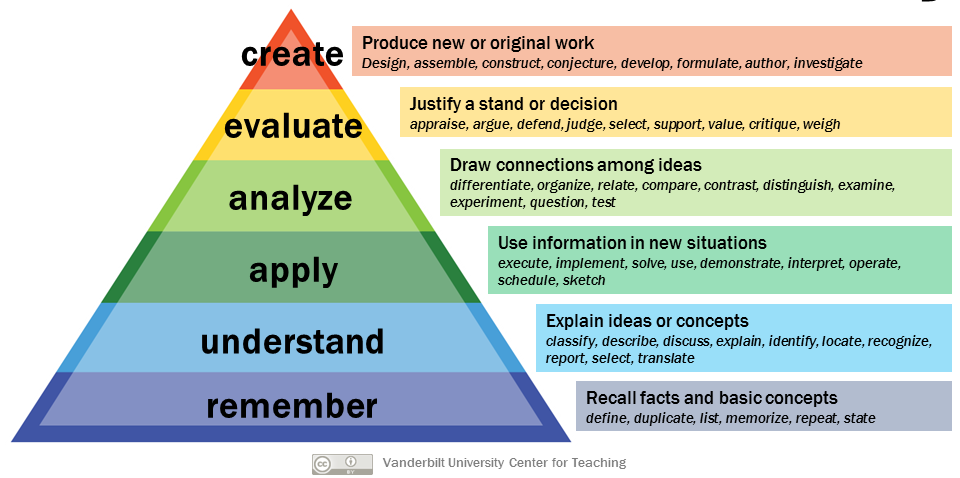 create
Produce new or original work
Design, assemble, construct, conjecture, develop, formulate, author, investigate
evaluate
Justify a stand or decision
appraise, argue, defend, judge, select, support, value, critique, weigh
analyze
Draw connections among ideas
differentiate, organize, relate, compare, contrast, distinguish, examine,
experiment, question, test
apply
Use information in new situations
execute, implement, solve, use, demonstrate, interpret, operate,
schedule, sketch
understand
Explain ideas or concepts
classify, describe, discuss, explain, identify, locate, recognize,
report, select, translate
remember
Recall facts and basic concepts
define, duplicate, list, memorize, repeat, state
cc BY
Vanderbilt University Center for Teaching